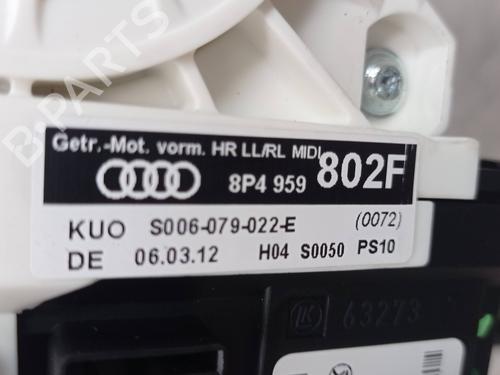 Getr.-Mot. vorm. HR LL/RL MIDI
8P4 959 802F
KUO S006-079-022-E (0072)
DE 06.03.12 H04 S0050 PS10
63273
B-PARTS